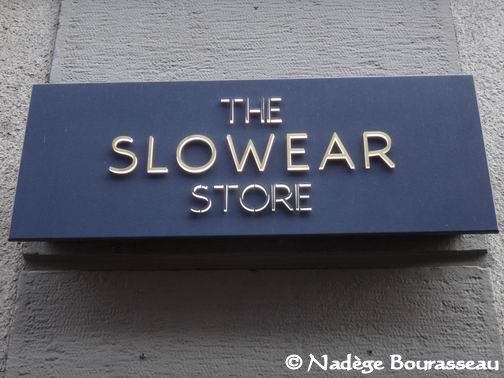 THE
SLOWEAR
STORE
© Nadège Bourasseau